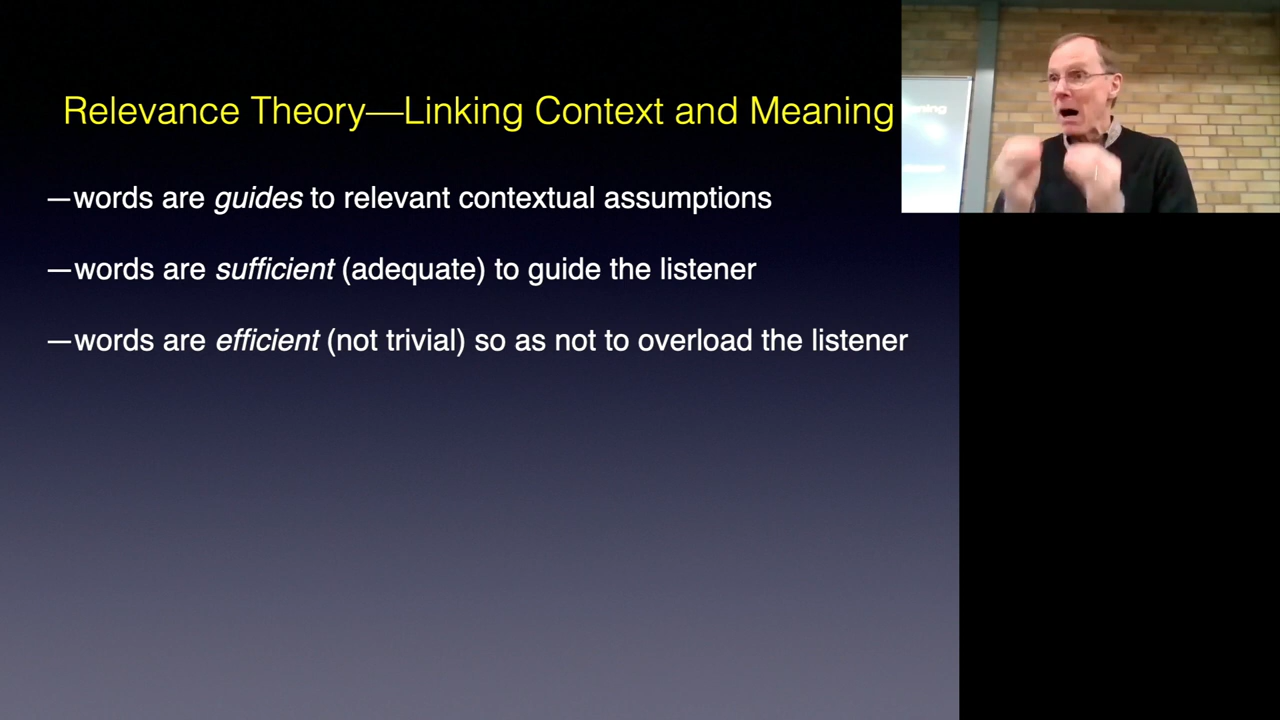 Relevance Theory—Linking Context and Meaning
—words are guides to relevant contextual assumptions
—words are sufficient (adequate) to guide the listener
—words are efficient (not trivial) so as not to overload the listener